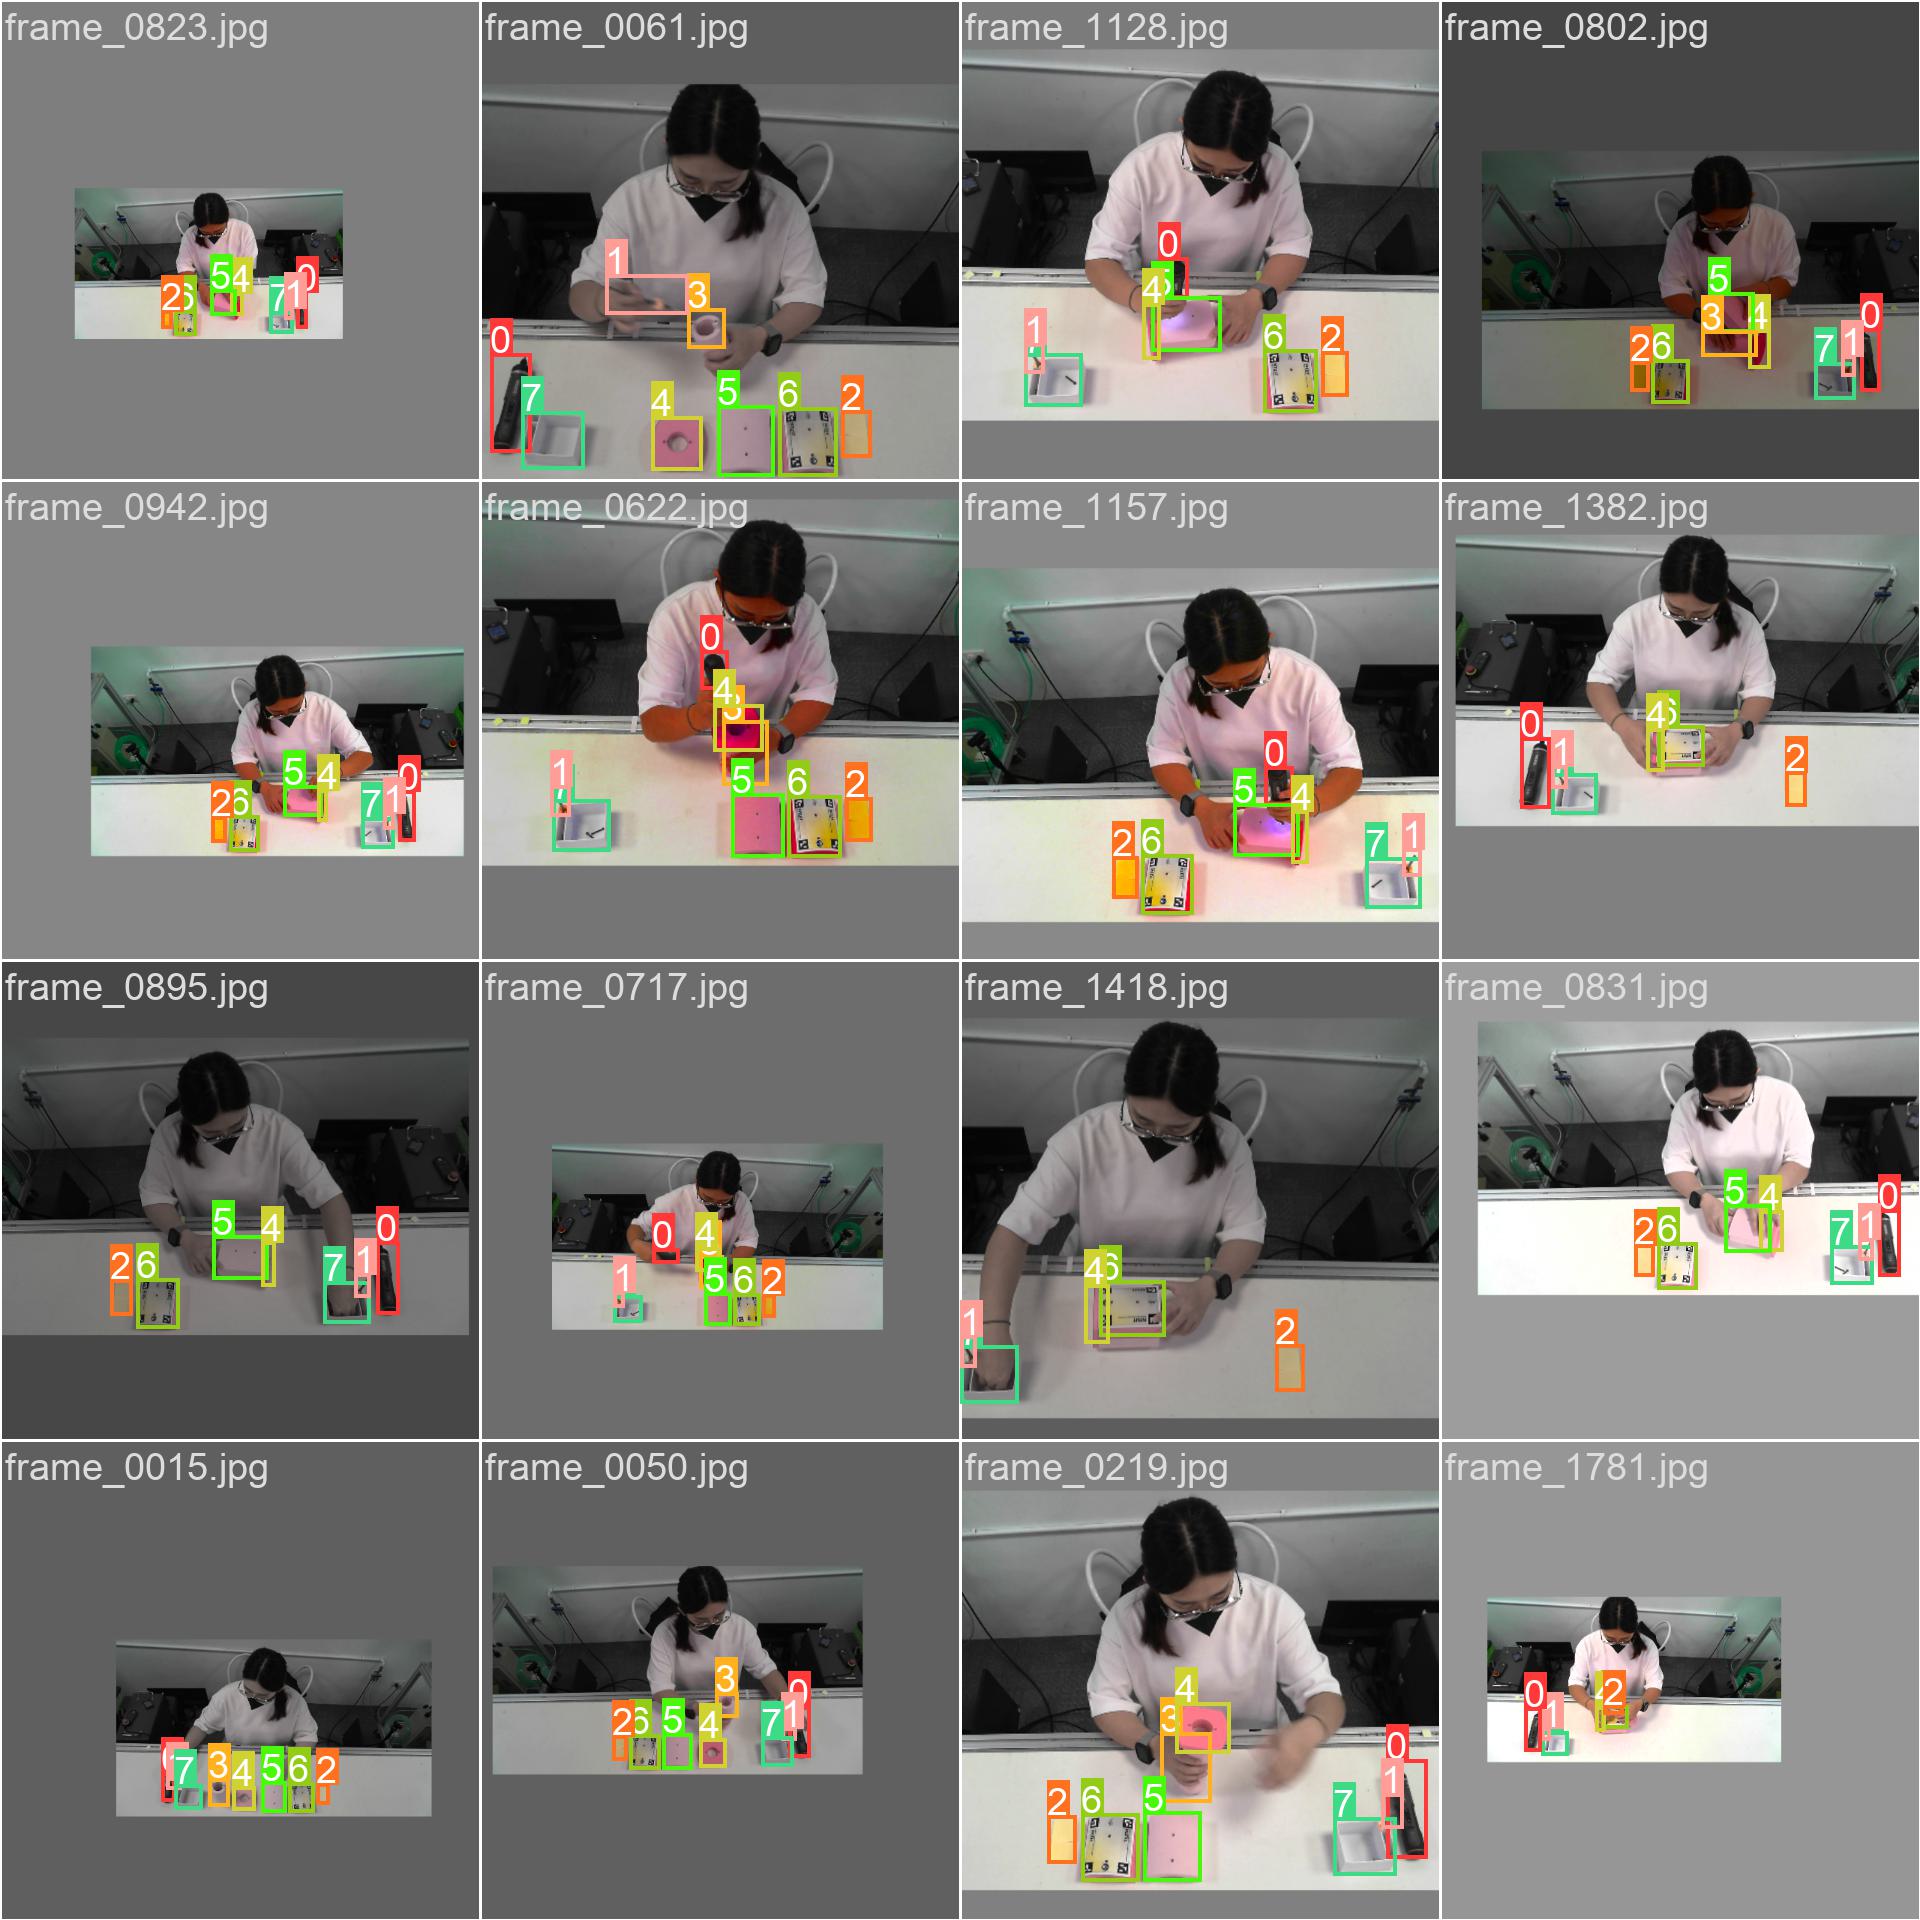 frame_0823.jpg
frame_0061.jpg
frame_1128.jpg
frame_0802.jpg
2 6 5 4 7 1 0
1 3 0 7 4 5 6 2
0 5 4 1 6 2
5 3 4 2 6 7 1 0
frame_0942.jpg
frame_0622.jpg
frame_1157.jpg
frame_1382.jpg
5 4 2 6 7 1 0
0 4 3 1 5 6 2
0 5 4 2 6 7 1
4 6 0 1 2
frame_0895.jpg
frame_0717.jpg
frame_1418.jpg
frame_0831.jpg
5 4 0 2 6 7 1
0 4 1 5 6 2
4 6 1 2
5 4 0 2 6 7 1
frame_0015.jpg
frame_0050.jpg
frame_0219.jpg
frame_1781.jpg
7 3 4 5 6 2
3 0 2 6 5 4 7 1
4 3 0 2 6 5 7 1
0 1 2